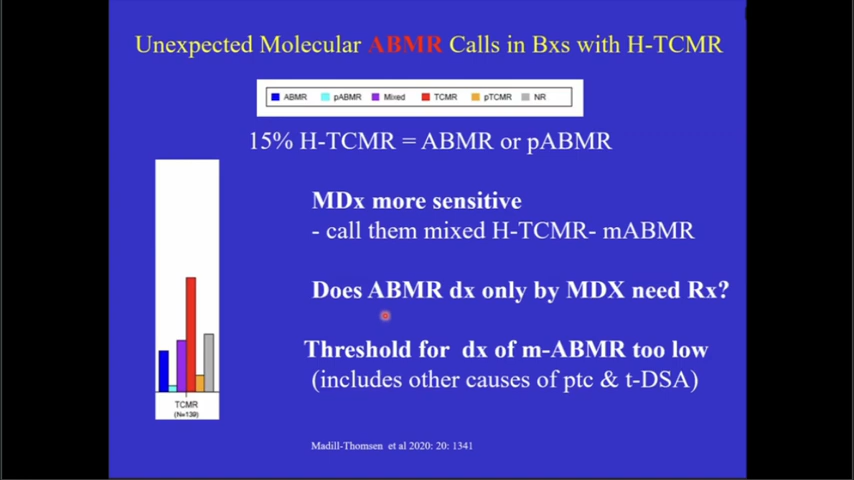 Unexpected Molecular ABMR Calls in Bxs with H-TCMR
ABMR pABMR Mixed TCMR pTCMR NR
15% H-TCMR = ABMR or pABMR
MDx more sensitive
- call them mixed H-TCMR- mABMR
Does ABMR dx only by MDX need Rx?
Threshold for dx of m-ABMR too low
(includes other causes of ptc & t-DSA)
TCMR
(N=139)
Madill-Thomsen et al 2020: 20: 1341